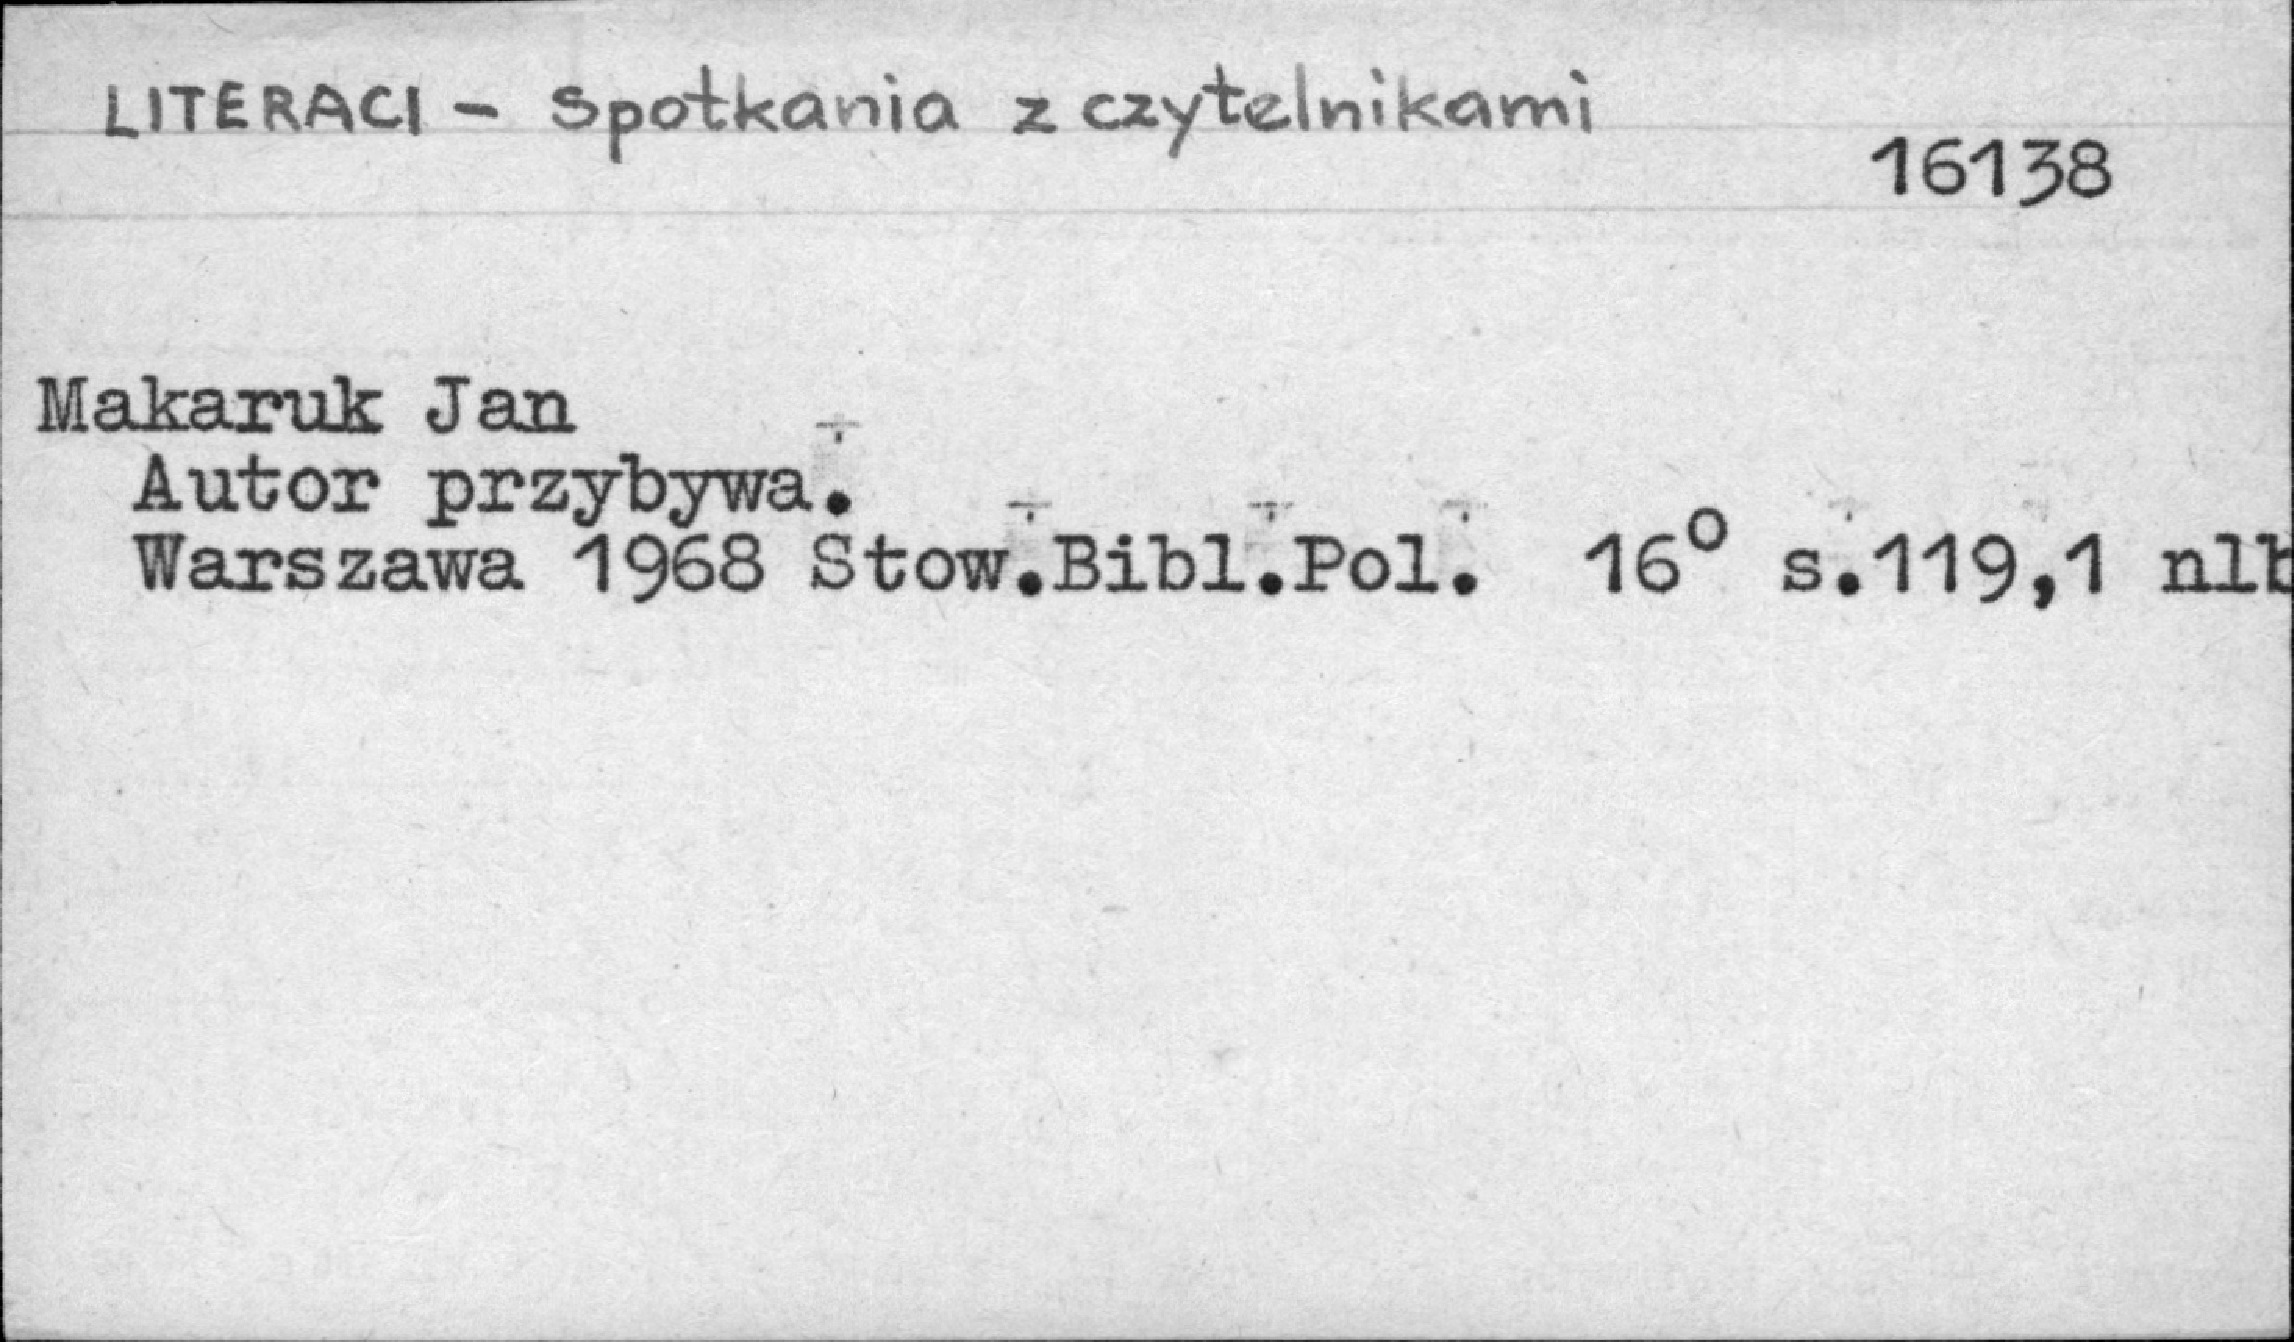 LITERACI - spotkania z czytelnikami
16138
Makaruk Jan
Autor przybywa.
Warszawa 1968 Stow.Bibl.Pol. 16° s.119,1 nlb